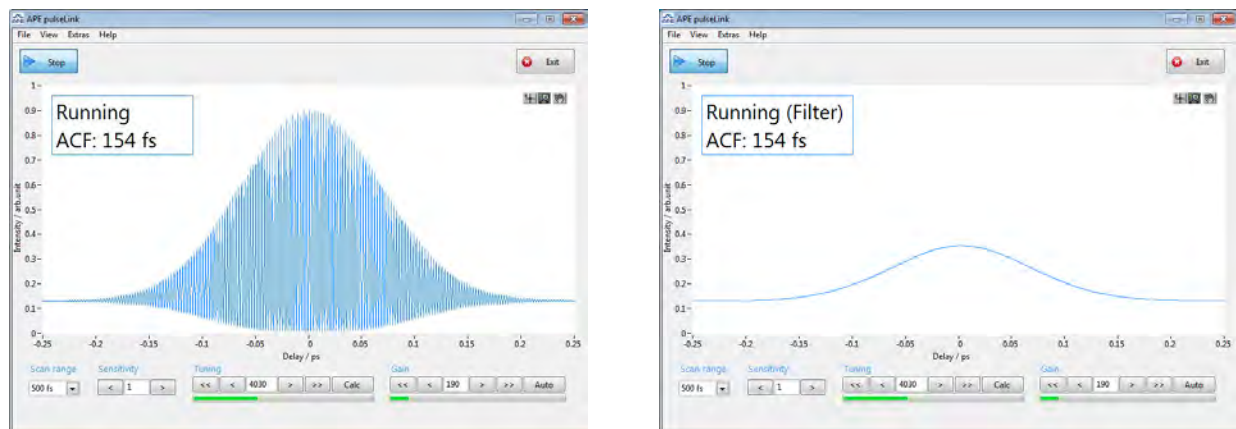 APE pulseLink
File View Extras Help
Stop
Exit
Running
ACF: 154 fs
1
0.9
0.8
0.7
0.6
0.5
0.4
0.3
0.2
0.1
0
Intensity / arb.unit
-0.25 -0.2 -0.15 -0.1 -0.05 0 0.05 0.1 0.15 0.2 0.25
Delay / ps
Scan range Sensitivity Tuning Gain
500 fs < 1 > << < 4030 > >> Calc << < 190 > >> Auto
APE pulseLink
File View Extras Help
Stop
Exit
Running (Filter)
ACF: 154 fs
1
0.9
0.8
0.7
0.6
0.5
0.4
0.3
0.2
0.1
0
Intensity / arb.unit
-0.25 -0.2 -0.15 -0.1 -0.05 0 0.05 0.1 0.15 0.2 0.25
Delay / ps
Scan range Sensitivity Tuning Gain
500 fs < 1 > << < 4030 > >> Calc << < 190 > >> Auto